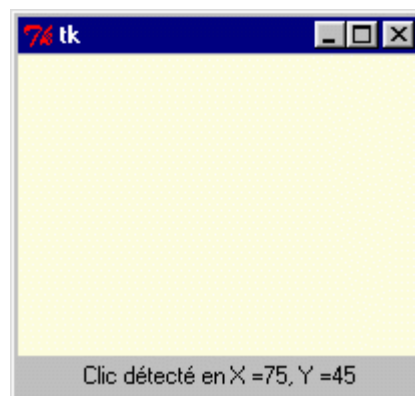 tk
Clic détecté en X =75, Y =45